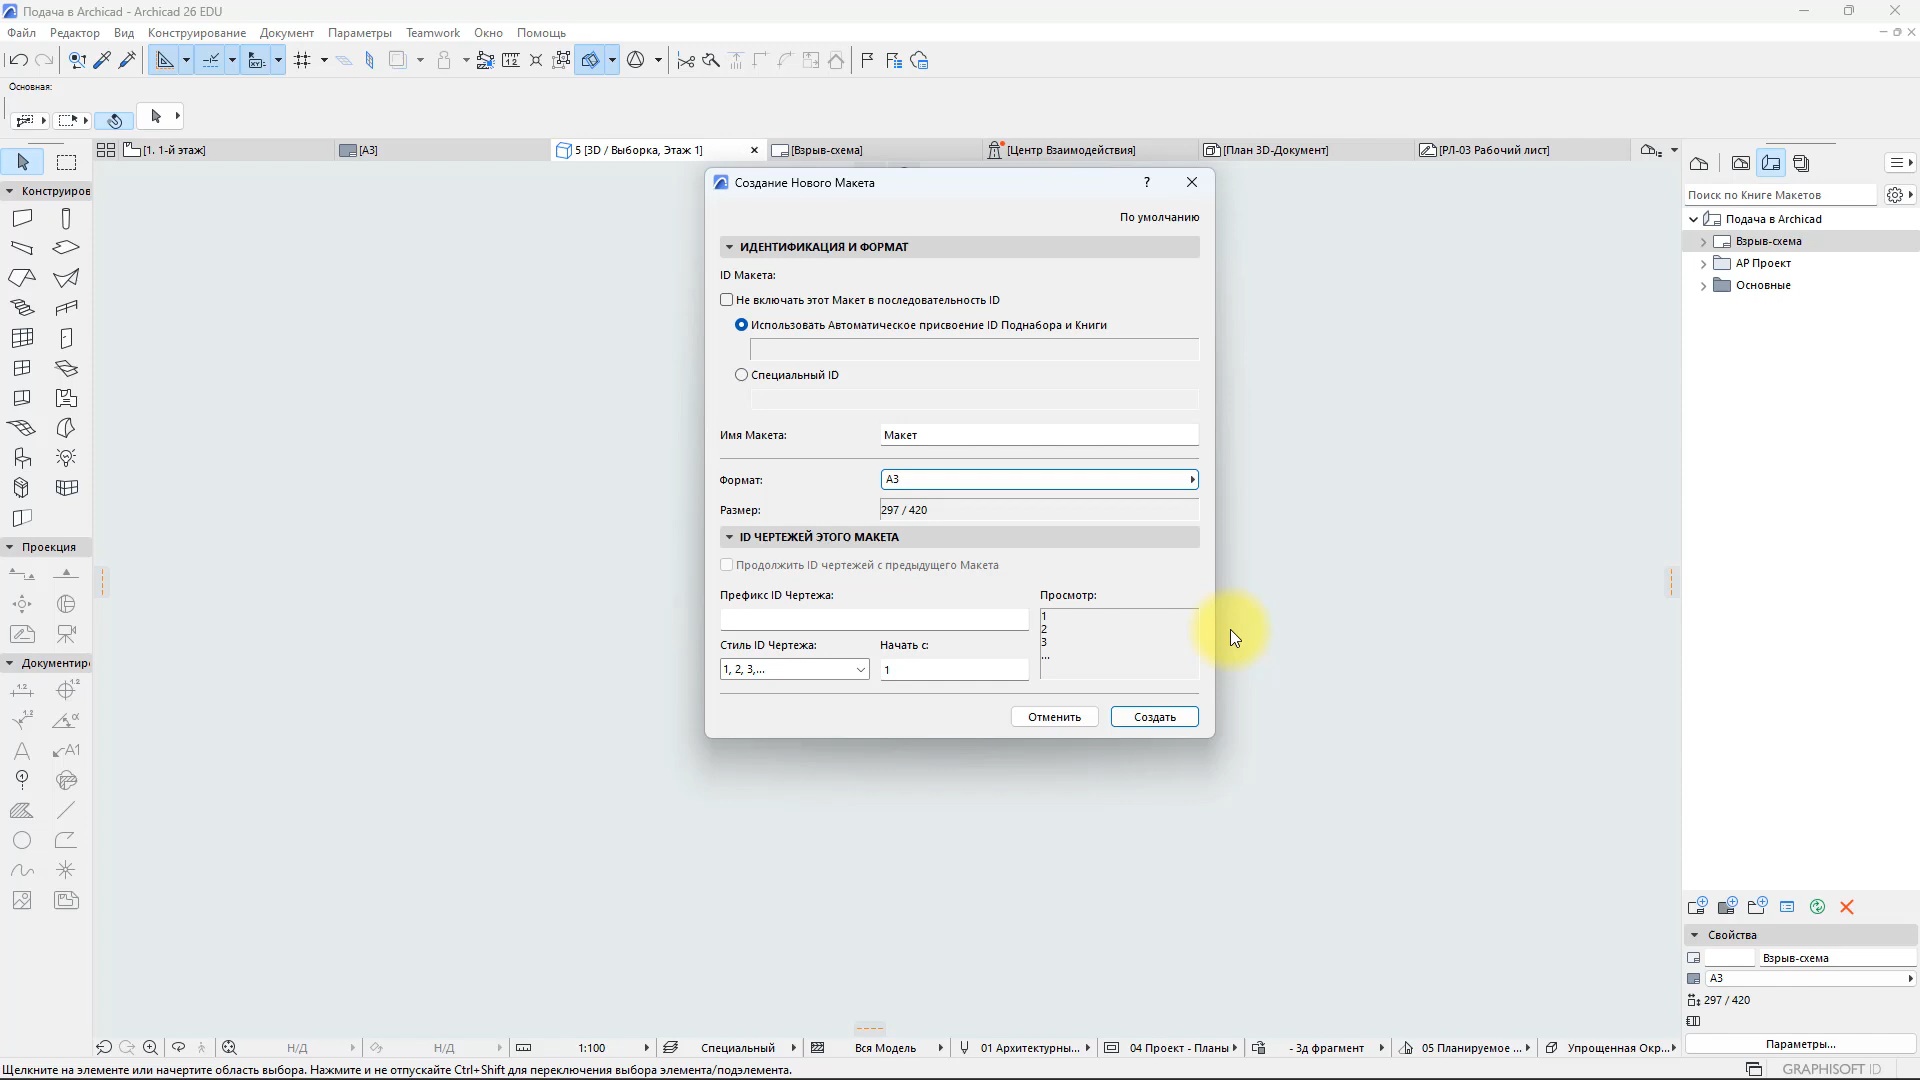 Подача в Archicad - Archicad 26 EDU
Файл Редактор Вид Конструирование Документ Параметры Teamwork Окно Помощь
Основная:
[1. 1-й этаж]
[А3]
5 [3D / Выборка, Этаж 1]
[Взрыв-схема]
[Центр Взаимодействия]
[План 3D-Документ]
[РЛ-03 Рабочий лист]
Конструиров
Проекция
Документир
Создание Нового Макета
?
По умолчанию
ИДЕНТИФИКАЦИЯ И ФОРМАТ
ID Макета:
Не включать этот Макет в последовательность ID
Использовать Автоматическое присвоение ID Поднабора и Книги
Специальный ID
Имя Макета: Макет
Формат: А3
Размер: 297 / 420
ID ЧЕРТЕЖЕЙ ЭТОГО МАКЕТА
Продолжить ID чертежей с предыдущего Макета
Префикс ID Чертежа: Просмотр:
1
2
3
...
Стиль ID Чертежа: Начать с:
1, 2, 3,... 1
Отменить Создать
Поиск по Книге Макетов
Подача в Archicad
Взрыв-схема
АР Проект
Основные
Свойства
Взрыв-схема
А3
297 / 420
Параметры...
Н/Д Н/Д 1:100 Специальный Вся Модель 01 Архитектурны... 04 Проект - Планы - 3д фрагмент 05 Планируемое ... Упрощенная Окр...
Щелкните на элементе или начертите область выбора. Нажмите и не отпускайте Ctrl+Shift для переключения выбора элемента/подэлемента.
GRAPHISOFT ID